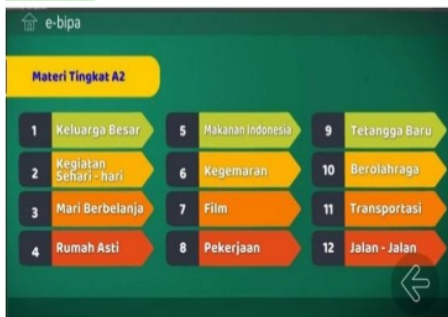 e-bipa
Materi Tingkat A2
1 Keluarga Besar
2 Kegiatan
Sehari - hari
3 Mari Berbelanja
4 Rumah Asti
5 Makanan Indonesia
6 Kegemaran
7 Film
8 Pekerjaan
9 Tetangga Baru
10 Berolahraga
11 Transportasi
12 Jalan - Jalan